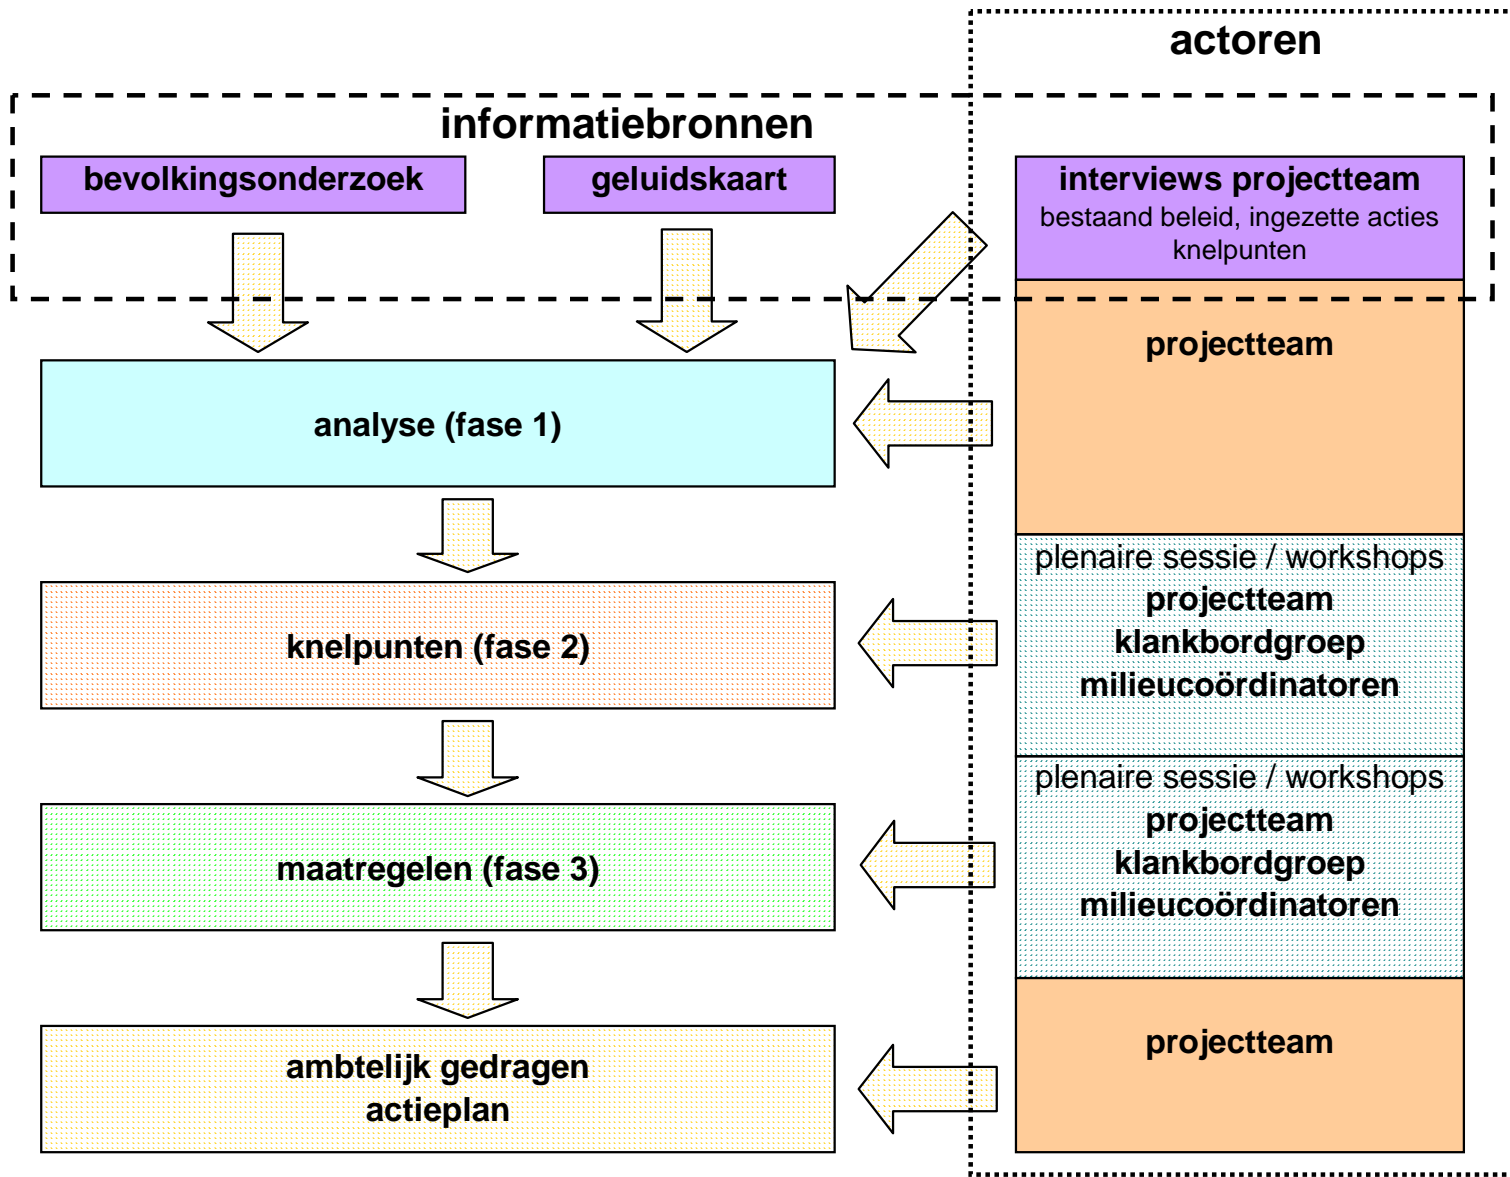 actoren
informatiebronnen
bevolkingsonderzoek
geluidskaart
interviews projectteam
bestaand beleid, ingezette acties
knelpunten
projectteam
analyse (fase 1)
plenaire sessie / workshops
projectteam
klankbordgroep
milieucoördinatoren
knelpunten (fase 2)
plenaire sessie / workshops
projectteam
klankbordgroep
milieucoördinatoren
maatregelen (fase 3)
projectteam
ambtelijk gedragen
actieplan